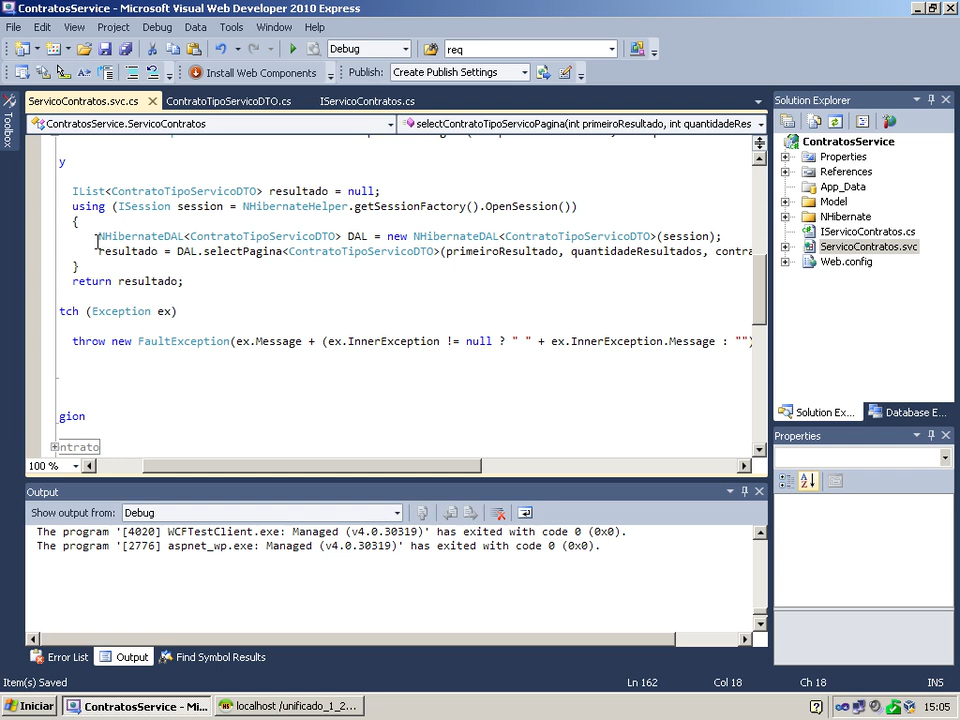 ContratosService - Microsoft Visual Web Developer 2010 Express
File Edit View Project Debug Data Tools Window Help
Debug req
Install Web Components Publish: Create Publish Settings
ServicoContratos.svc.cs ContratoTipoServicoDTO.cs IServicoContratos.cs
Toolbox
ContratosService.ServicoContratos selectContratoTipoServicoPagina(int primeiroResultado, int quantidadeRes
y
IList<ContratoTipoServicoDTO> resultado = null;
using (ISession session = NHibernateHelper.getSessionFactory().OpenSession())
{
NHibernateDAL<ContratoTipoServicoDTO> DAL = new NHibernateDAL<ContratoTipoServicoDTO>(session);
resultado = DAL.selectPagina<ContratoTipoServicoDTO>(primeiroResultado, quantidadeResultados, contra
}
return resultado;
tch (Exception ex)
throw new FaultException(ex.Message + (ex.InnerException != null ? " " + ex.InnerException.Message : "")
gion
ntrato
100 %
Solution Explorer
ContratosService
Properties
References
App_Data
Model
NHibernate
IServicoContratos.cs
ServicoContratos.svc
Web.config
Solution Ex... Database E...
Properties
Output
Show output from: Debug
The program '[4020] WCFTestClient.exe: Managed (v4.0.30319)' has exited with code 0 (0x0).
The program '[2776] aspnet_wp.exe: Managed (v4.0.30319)' has exited with code 0 (0x0).
Error List Output Find Symbol Results
Item(s) Saved Ln 162 Col 18 Ch 18 INS
Iniciar ContratosService - Mi... localhost /unificado_1_2... 15:05